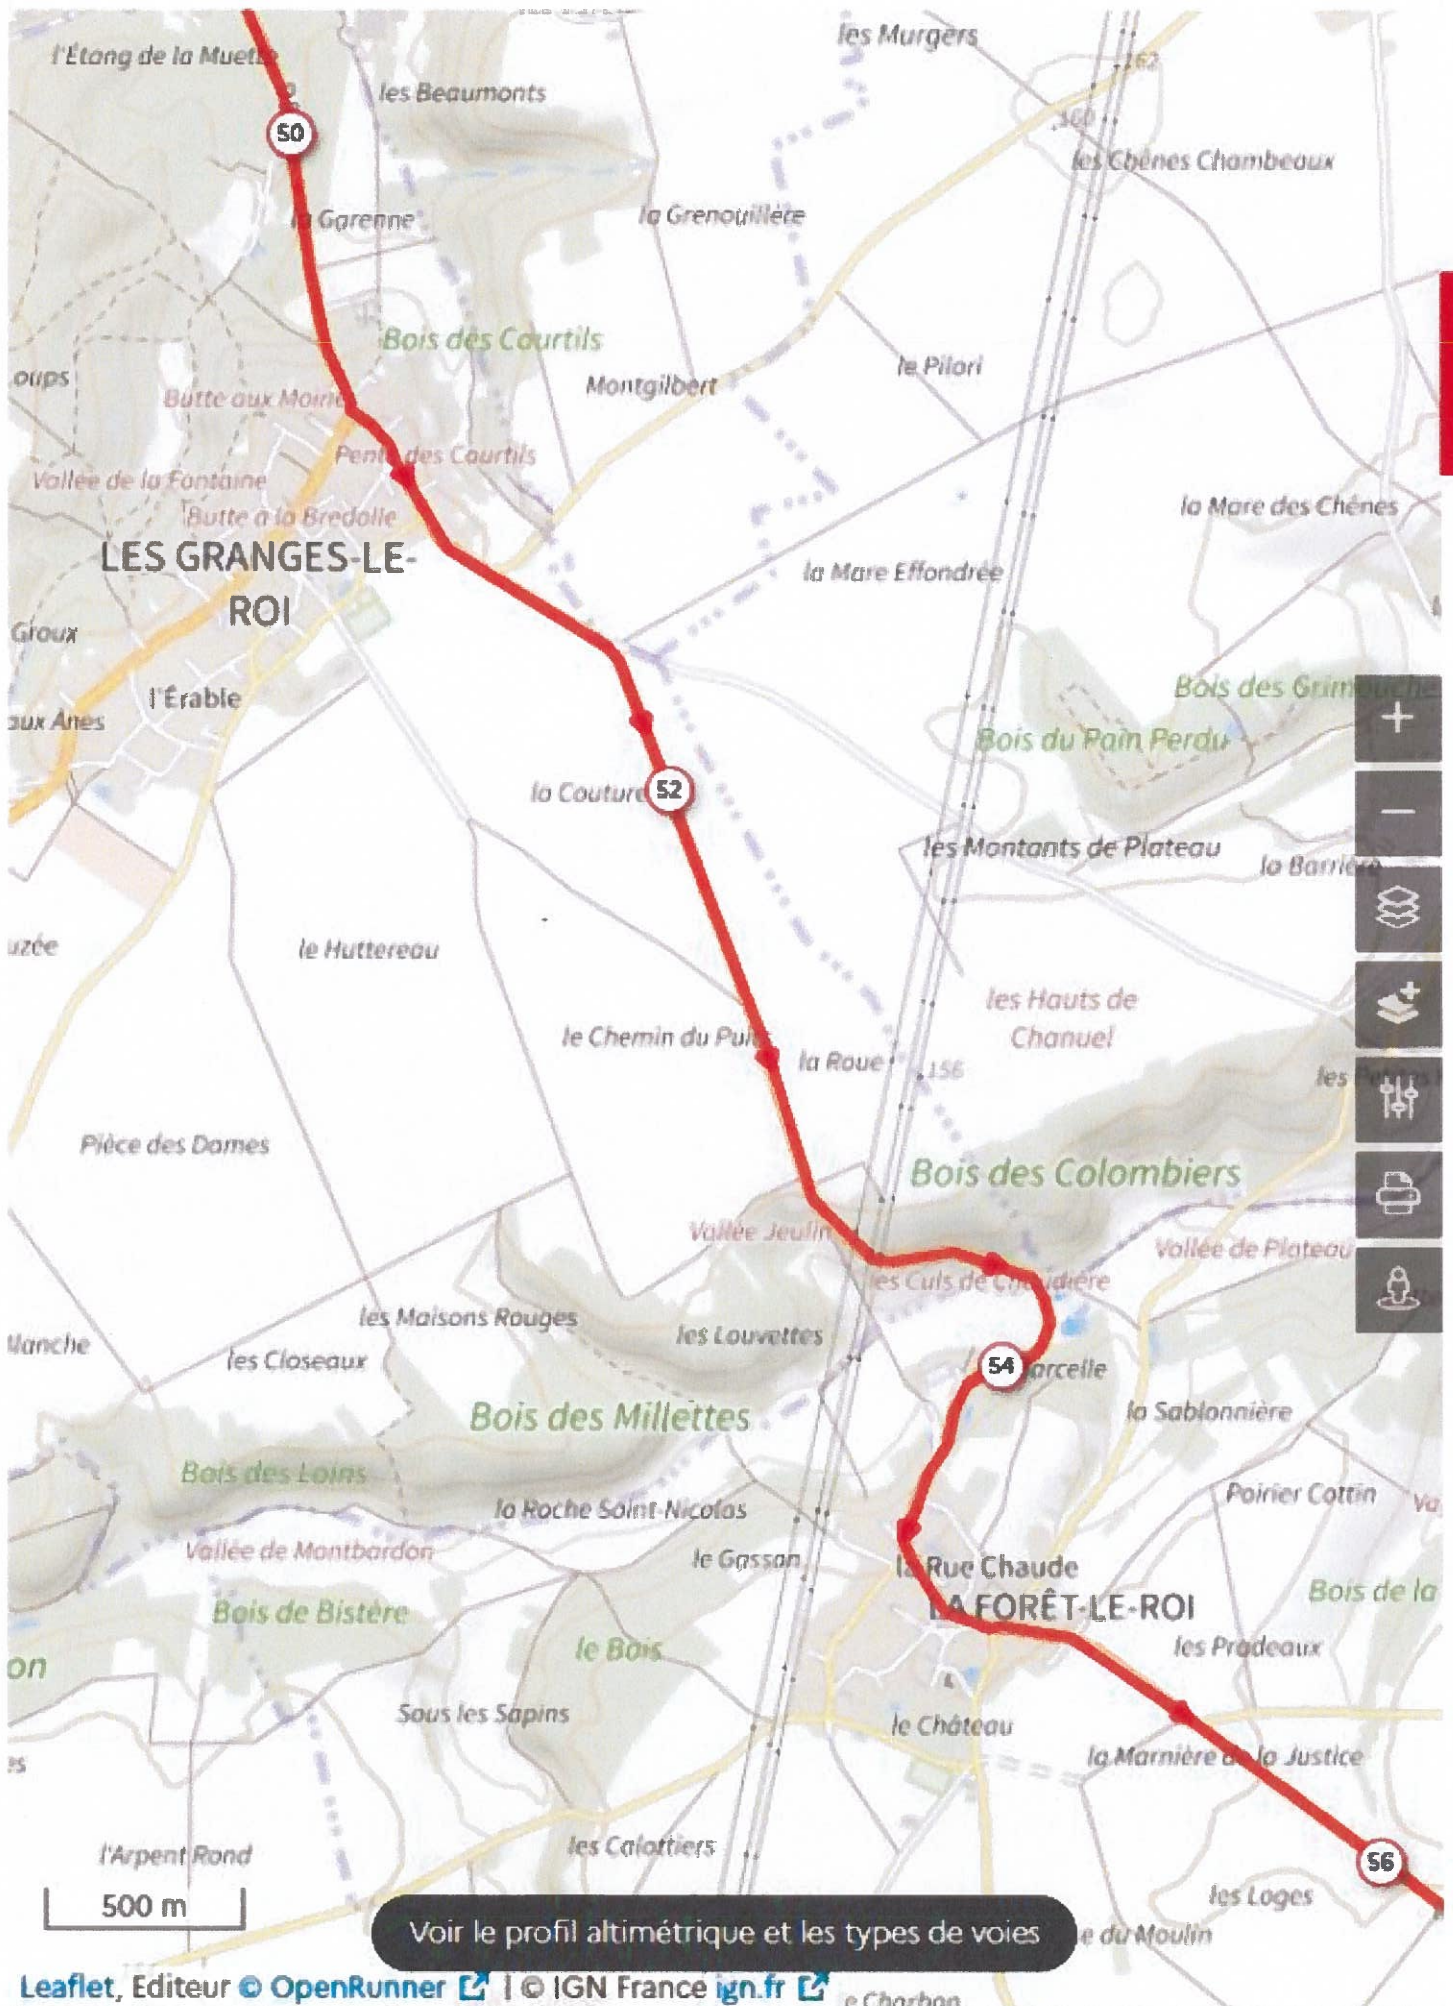 l'Étang de la Muette
les Murgers
les Beaumonts
162
50
160
les Chênes Chambeaux
la Garenne
la Grenouillère
Bois des Courtils
le Pilori
oups
Montgilbert
Butte aux Moine
Pente des Courtils
Vallée de la Fontaine
Butte à la Bredolle
la Mare des Chênes
LES GRANGES-LE-
ROI
la Mare Effondrée
Groux
l'Érable
Bois des Grimouche
aux Ânes
Bois du Pain Perdu
la Couture
52
les Montants de Plateau
la Barrière
uzée
le Huttereau
les Hauts de
Chanuel
le Chemin du Puits
la Roue
156
les
Pièce des Dames
Bois des Colombiers
Vallée Jeulin
Vallée de Plateau
les Culs de Chaudière
les Maisons Rouges
les Louvettes
les Closeaux
54
arcelle
Bois des Millettes
la Sablonnière
Bois des Loins
la Roche Saint-Nicolas
Poirier Cottin
Va
Vallée de Montbardon
le Gasson
la Rue Chaude
LA FORÊT-LE-ROI
Bois de la
Bois de Bistère
le Bois
les Pradeaux
on
Sous les Sapins
le Château
la Marnière de la Justice
es
l'Arpent Rond
les Calottiers
56
500 m
les Loges
Voir le profil altimétrique et les types de voies
e du Moulin
Leaflet, Editeur © OpenRunner | © IGN France ign.fr
e Charbon